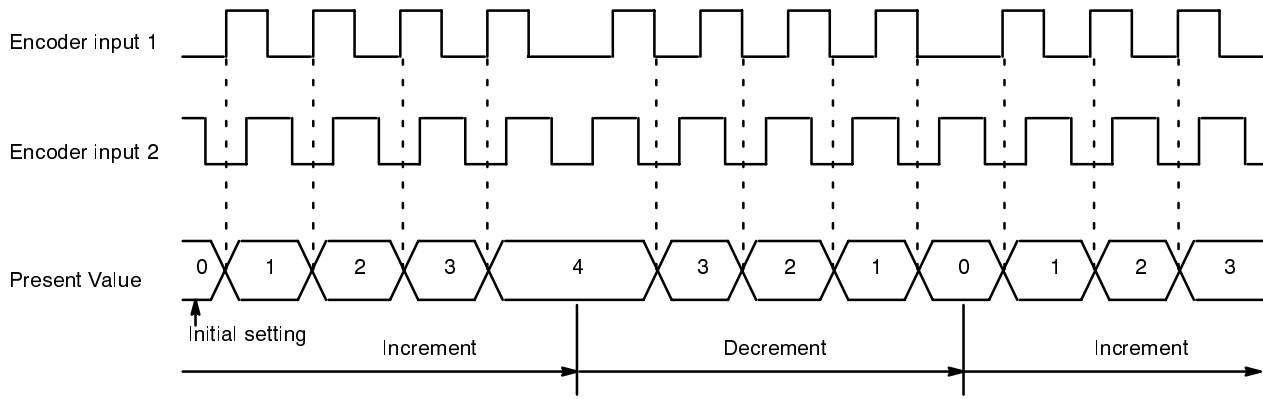 Encoder input 1
Encoder input 2
Present Value
0 1 2 3 4 3 2 1 0 1 2 3
Initial setting
Increment Decrement Increment